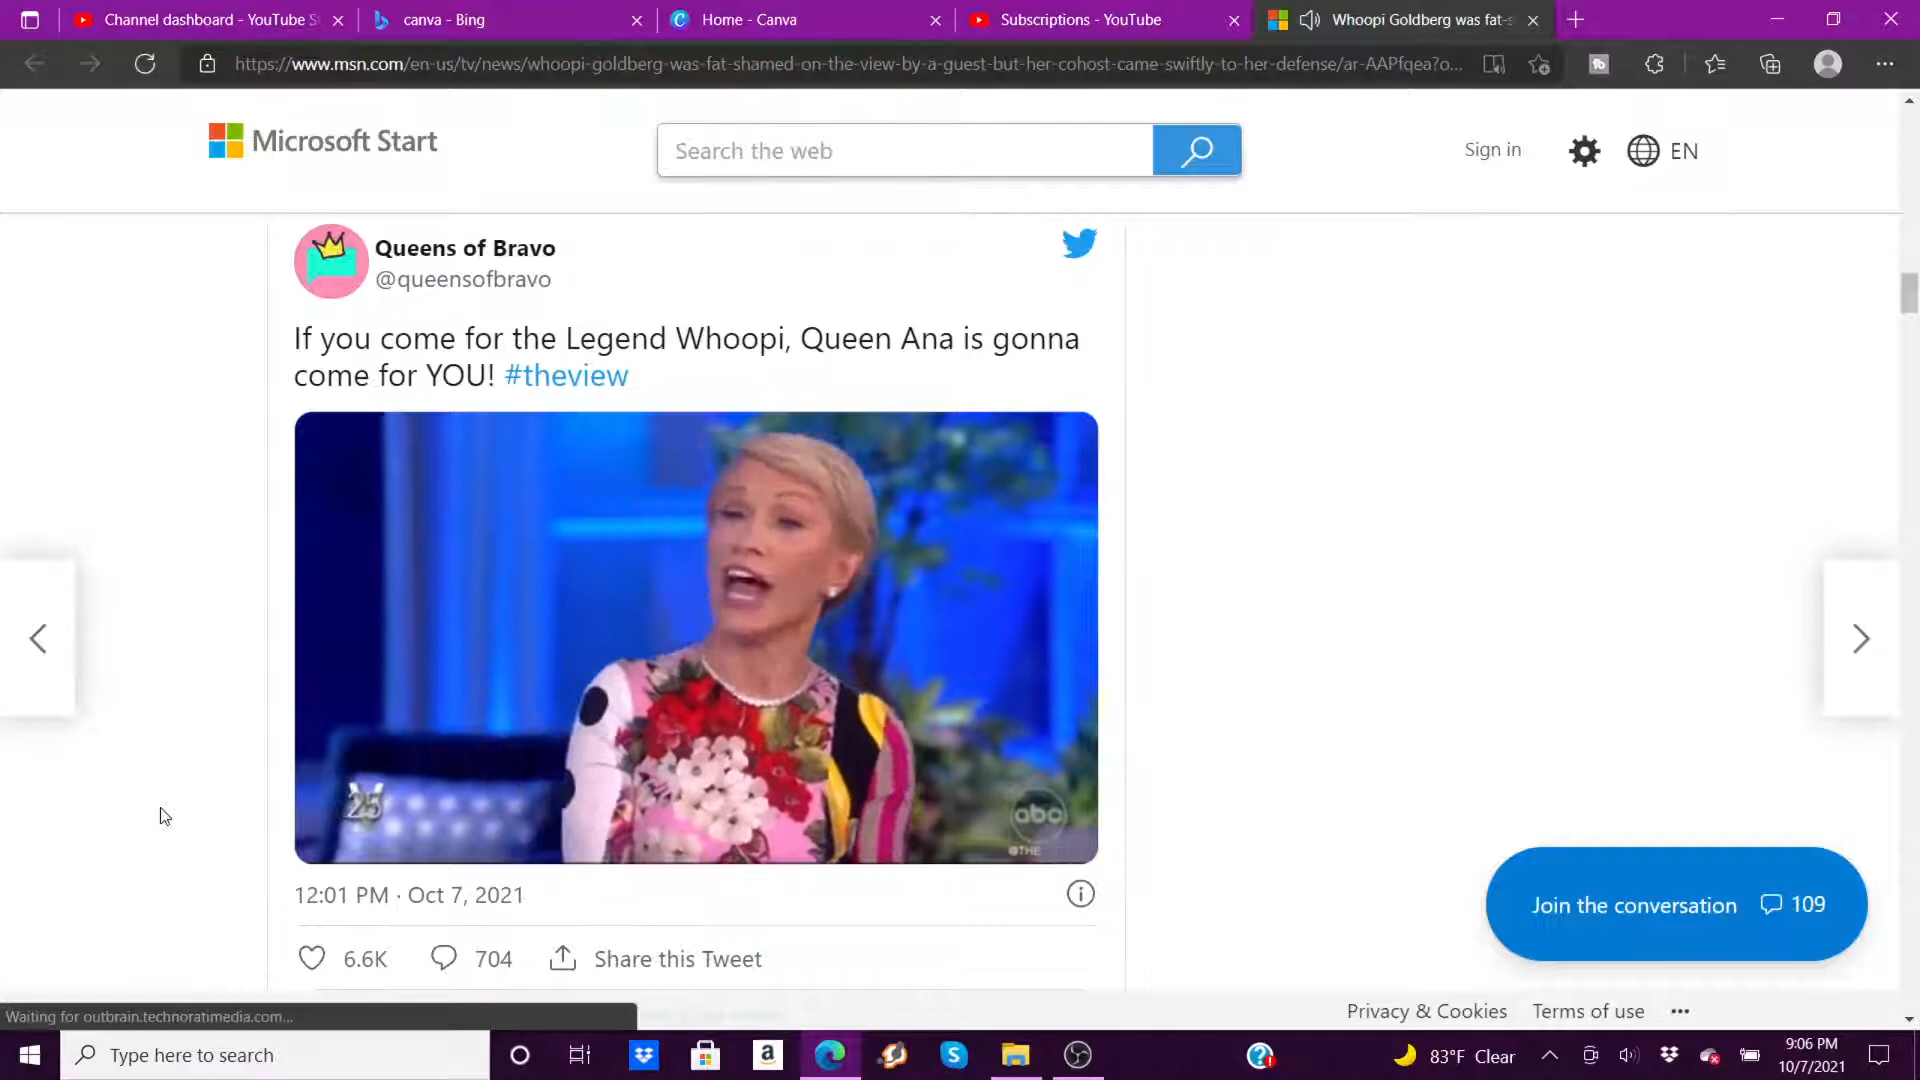 Channel dashboard - YouTube S
canva - Bing
Home - Canva
Subscriptions - YouTube
Whoopi Goldberg was fat-s
https://www.msn.com/en-us/tv/news/whoopi-goldberg-was-fat-shamed-on-the-view-by-a-guest-but-her-cohost-came-swiftly-to-her-defense/ar-AAPfqea?o...
Microsoft Start
Search the web
Sign in
EN
Queens of Bravo
@queensofbravo
If you come for the Legend Whoopi, Queen Ana is gonna
come for YOU! #theview
25
abc
@THE
12:01 PM · Oct 7, 2021
6.6K
704
Share this Tweet
Join the conversation
109
Waiting for outbrain.technoratimedia.com...
Privacy & Cookies
Terms of use
Type here to search
83°F Clear
9:06 PM
10/7/2021